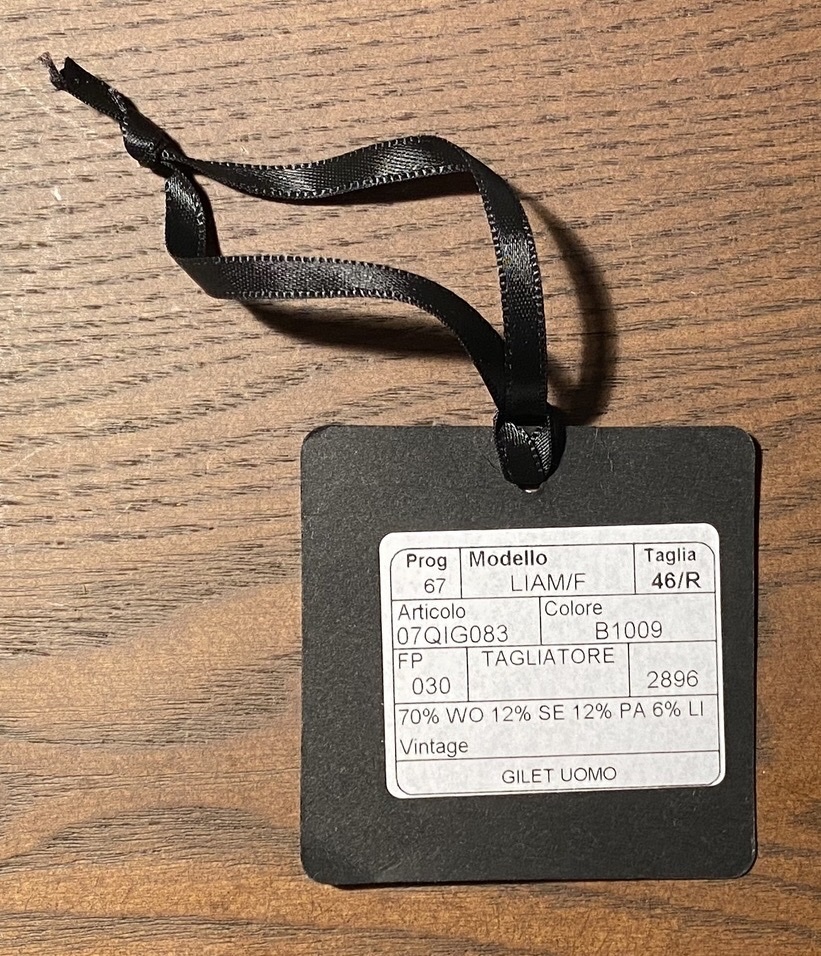 Prog Modello Taglia
67 LIAM/F 46/R
Articolo Colore
07QIG083 B1009
FP TAGLIATORE
030 2896
70% WO 12% SE 12% PA 6% LI
Vintage
GILET UOMO